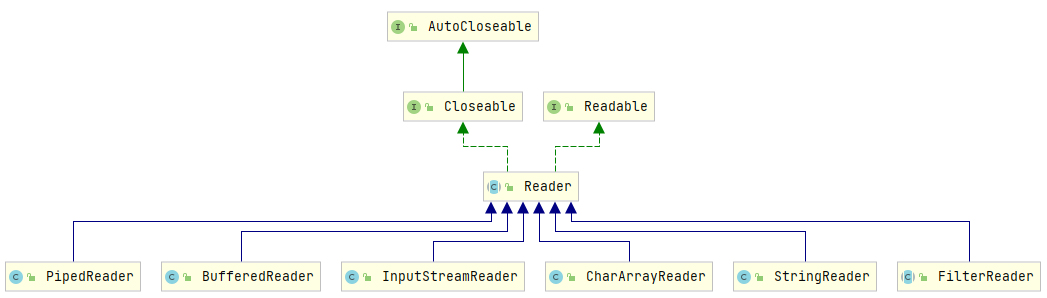 I AutoCloseable
I Closeable
I Readable
C Reader
C PipedReader
C BufferedReader
C InputStreamReader
C CharArrayReader
C StringReader
C FilterReader